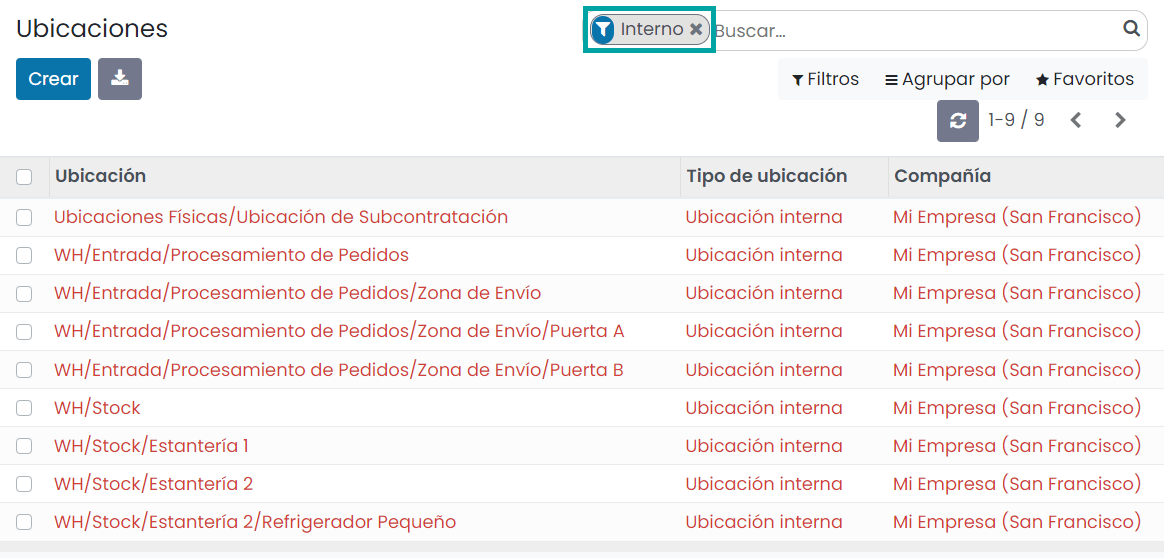 Ubicaciones
Interno Buscar...
Crear
Filtros Agrupar por Favoritos
1-9 / 9
Ubicación Tipo de ubicación Compañía
Ubicaciones Físicas/Ubicación de Subcontratación Ubicación interna Mi Empresa (San Francisco)
WH/Entrada/Procesamiento de Pedidos Ubicación interna Mi Empresa (San Francisco)
WH/Entrada/Procesamiento de Pedidos/Zona de Envío Ubicación interna Mi Empresa (San Francisco)
WH/Entrada/Procesamiento de Pedidos/Zona de Envío/Puerta A Ubicación interna Mi Empresa (San Francisco)
WH/Entrada/Procesamiento de Pedidos/Zona de Envío/Puerta B Ubicación interna Mi Empresa (San Francisco)
WH/Stock Ubicación interna Mi Empresa (San Francisco)
WH/Stock/Estantería 1 Ubicación interna Mi Empresa (San Francisco)
WH/Stock/Estantería 2 Ubicación interna Mi Empresa (San Francisco)
WH/Stock/Estantería 2/Refrigerador Pequeño Ubicación interna Mi Empresa (San Francisco)